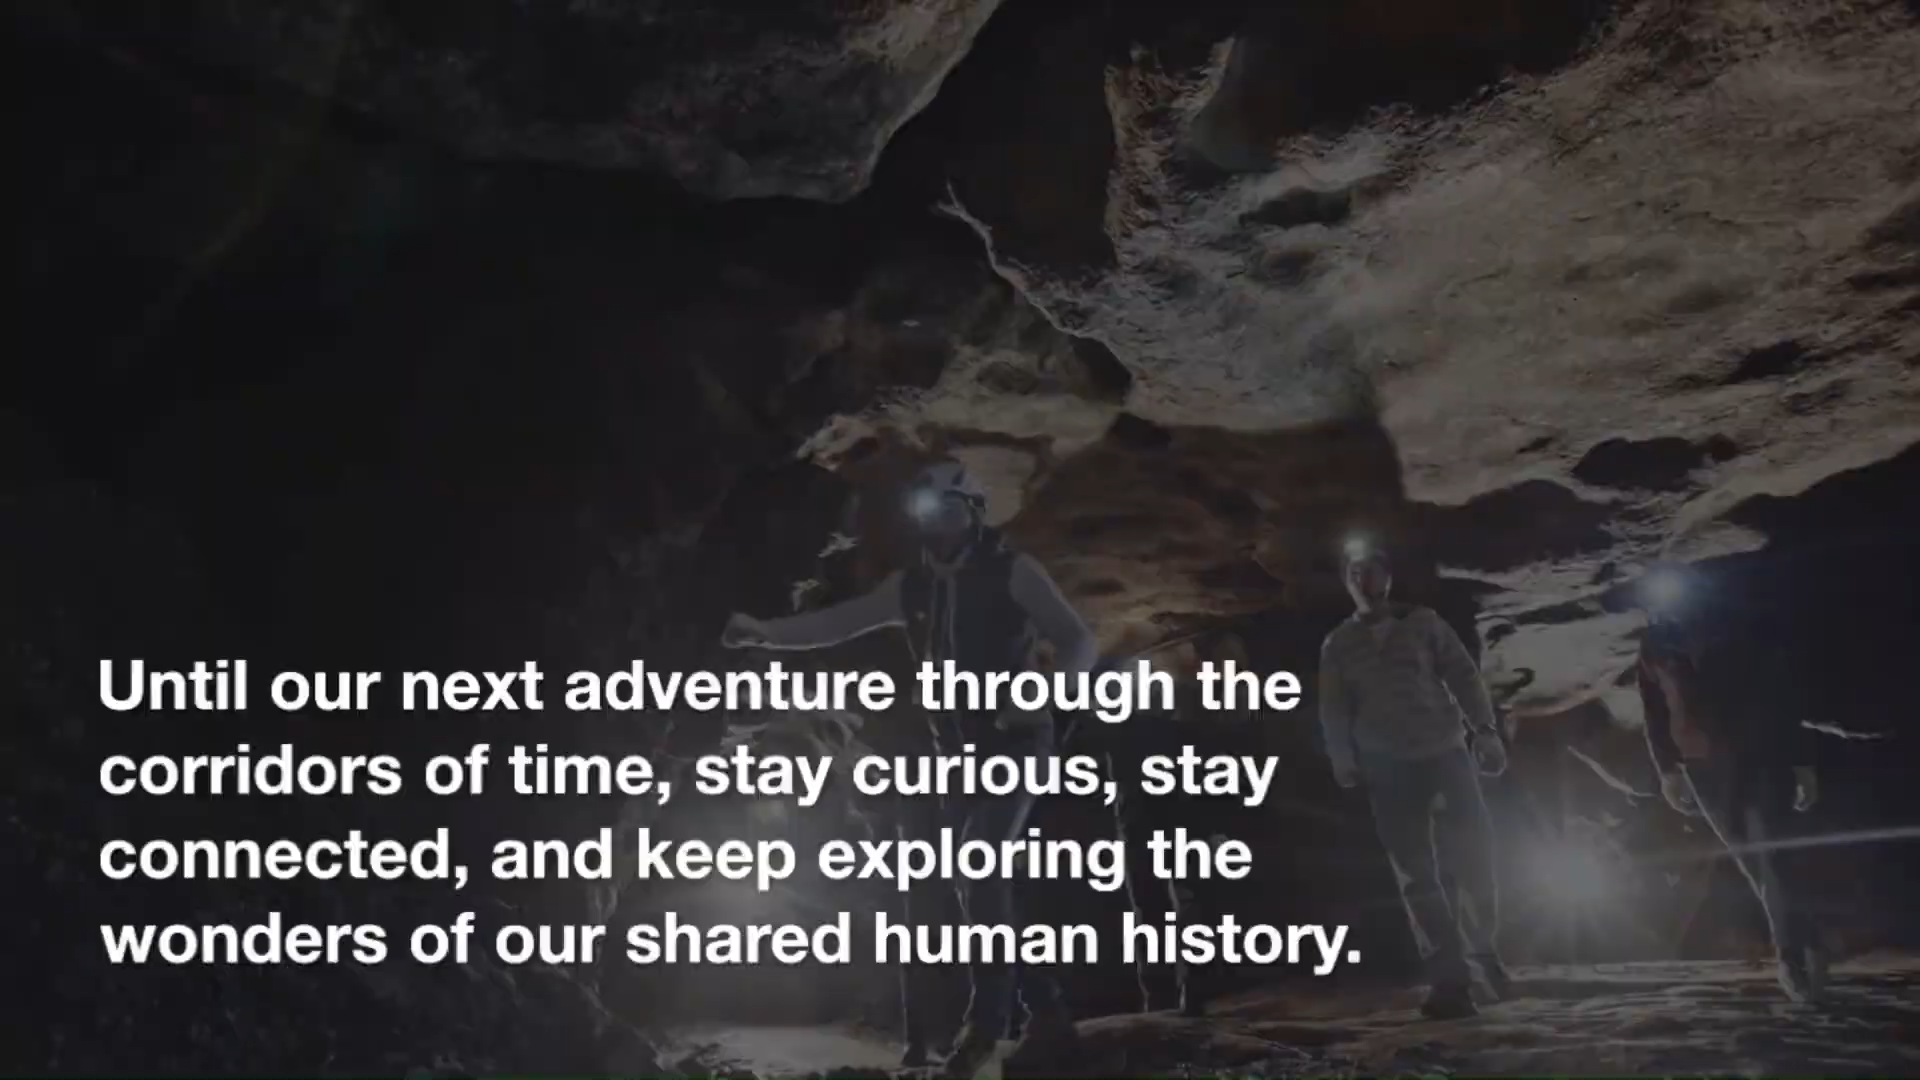 Until our next adventure through the
corridors of time, stay curious, stay
connected, and keep exploring the
wonders of our shared human history.